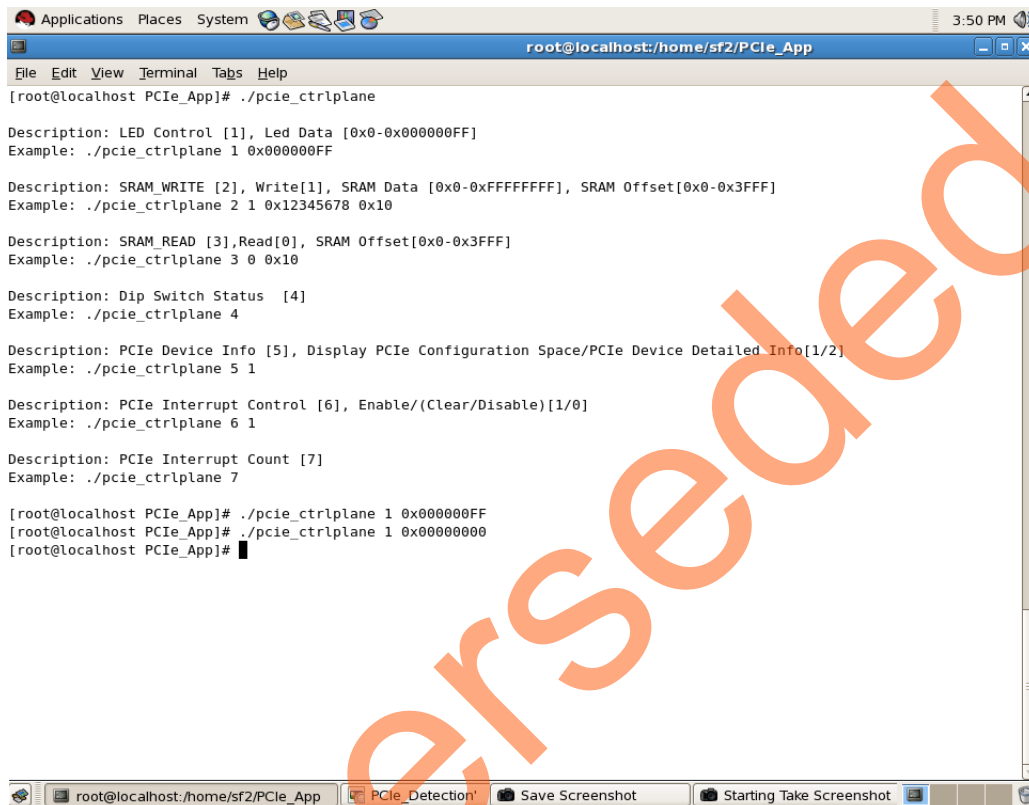 Applications Places System 3:50 PM
root@localhost:/home/sf2/PCIe_App
File Edit View Terminal Tabs Help
[root@localhost PCIe_App]# ./pcie_ctrlplane
Description: LED Control [1], Led Data [0x0-0x000000FF]
Example: ./pcie_ctrlplane 1 0x000000FF
Description: SRAM_WRITE [2], Write[1], SRAM Data [0x0-0xFFFFFFFF], SRAM Offset[0x0-0x3FFF]
Example: ./pcie_ctrlplane 2 1 0x12345678 0x10
Description: SRAM_READ [3],Read[0], SRAM Offset[0x0-0x3FFF]
Example: ./pcie_ctrlplane 3 0 0x10
Description: Dip Switch Status  [4]
Example: ./pcie_ctrlplane 4
Description: PCIe Device Info [5], Display PCIe Configuration Space/PCIe Device Detailed Info[1/2]
Example: ./pcie_ctrlplane 5 1
Description: PCIe Interrupt Control [6], Enable/(Clear/Disable)[1/0]
Example: ./pcie_ctrlplane 6 1
Description: PCIe Interrupt Count [7]
Example: ./pcie_ctrlplane 7
[root@localhost PCIe_App]# ./pcie_ctrlplane 1 0x000000FF
[root@localhost PCIe_App]# ./pcie_ctrlplane 1 0x00000000
[root@localhost PCIe_App]#
erseded
root@localhost:/home/sf2/PCIe_App PCIe_Detection' Save Screenshot Starting Take Screenshot